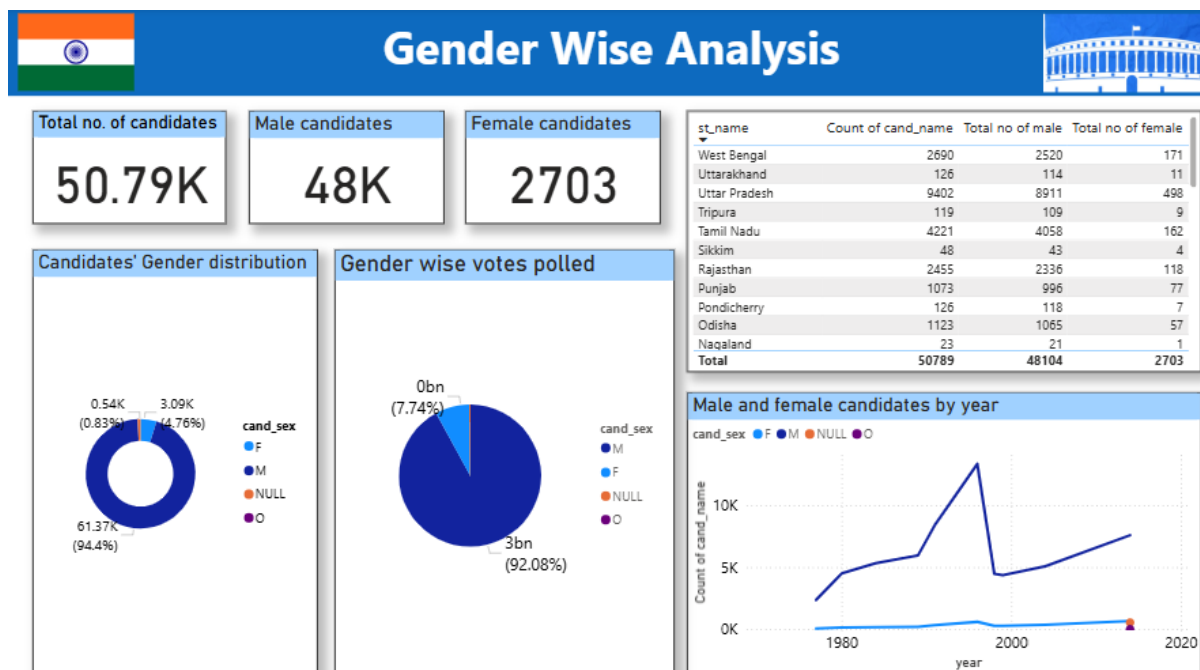 Gender Wise Analysis
Total no. of candidates
50.79K
Male candidates
48K
Female candidates
2703
st_name Count of cand_name Total no of male Total no of female
West Bengal 2690 2520 171
Uttarakhand 126 114 11
Uttar Pradesh 9402 8911 498
Tripura 119 109 9
Tamil Nadu 4221 4058 162
Sikkim 48 43 4
Rajasthan 2455 2336 118
Punjab 1073 996 77
Pondicherry 126 118 7
Odisha 1123 1065 57
Nagaland 23 21 1
Total 50789 48104 2703
Candidates' Gender distribution
0.54K
(0.83%)
3.09K
(4.76%)
61.37K
(94.4%)
cand_sex
F
M
NULL
O
Gender wise votes polled
0bn
(7.74%)
3bn
(92.08%)
cand_sex
M
F
NULL
O
Male and female candidates by year
cand_sex F M NULL O
Count of cand_name
10K
5K
0K
1980 2000 2020
year